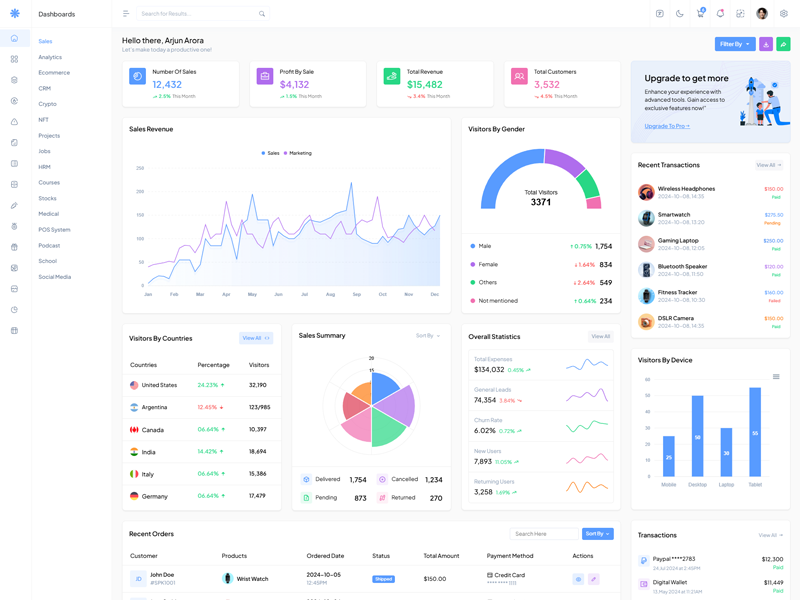 Dashboards
Search for Results...
4
Sales
Analytics
Ecommerce
CRM
Crypto
NFT
Projects
Jobs
HRM
Courses
Stocks
Medical
POS System
Podcast
School
Social Media
Hello there, Arjun Arora
Let's make today a productive one!
Filter By
Number Of Sales
12,432
2.5% This Month
Profit By Sale
$4,132
1.5% This Month
Total Revenue
$15,482
3.4% This Month
Total Customers
3,532
4.5% This Month
Upgrade to get more
Enhance your experience with
advanced tools. Gain access to
exclusive features now!"
Upgrade To Pro
Sales Revenue
Sales Marketing
250
200
150
100
50
0
Jan Feb Mar Apr May Jun Jul Aug Sep Oct Nov Dec
Visitors By Gender
Total Visitors
3371
Male 0.75% 1,754
Female 1.64% 834
Others 2.64% 549
Not mentioned 0.64% 234
Recent Transactions
View All
Wireless Headphones $150.00
2024-10-08, 14:35 Paid
Smartwatch $275.50
2024-10-08, 13:20 Pending
Gaming Laptop $250.00
2024-10-08, 12:05 Paid
Bluetooth Speaker $120.00
2024-10-08, 11:50 Paid
Fitness Tracker $160.00
2024-10-08, 10:30 Failed
DSLR Camera $150.00
2024-10-08, 14:35 Paid
Visitors By Countries
View All
Countries Percentage Visitors
United States 24.23% 32,190
Argentina 12.45% 123/985
Canada 06.64% 10,397
India 14.42% 18,694
Italy 06.64% 15,386
Germany 06.64% 17,479
Sales Summary
Sort By
20
15
Delivered 1,754
Cancelled 1,234
Pending 873
Returned 270
Overall Statistics
View All
Total Expenses
$134,032 0.45%
General Leads
74,354 3.84%
Churn Rate
6.02% 0.72%
New Users
7,893 11.05%
Returning Users
3,258 1.69%
Visitors By Device
60
50
40
30
20
10
0
25
50
30
55
Mobile Desktop Laptop Tablet
Recent Orders
Search Here
Sort By
Customer Products Ordered Date Status Total Amount Payment Method Actions
JD
John Doe
#SPK1001
Wrist Watch
2024-10-05
12:45PM
Shipped
$150.00
Credit Card
Transactions
View All
Paypal ****2783 $12,300
24 Jul 2024 at 2:45PM Paid
Digital Wallet $11,449
13,May 2024 at 11:21AM Paid